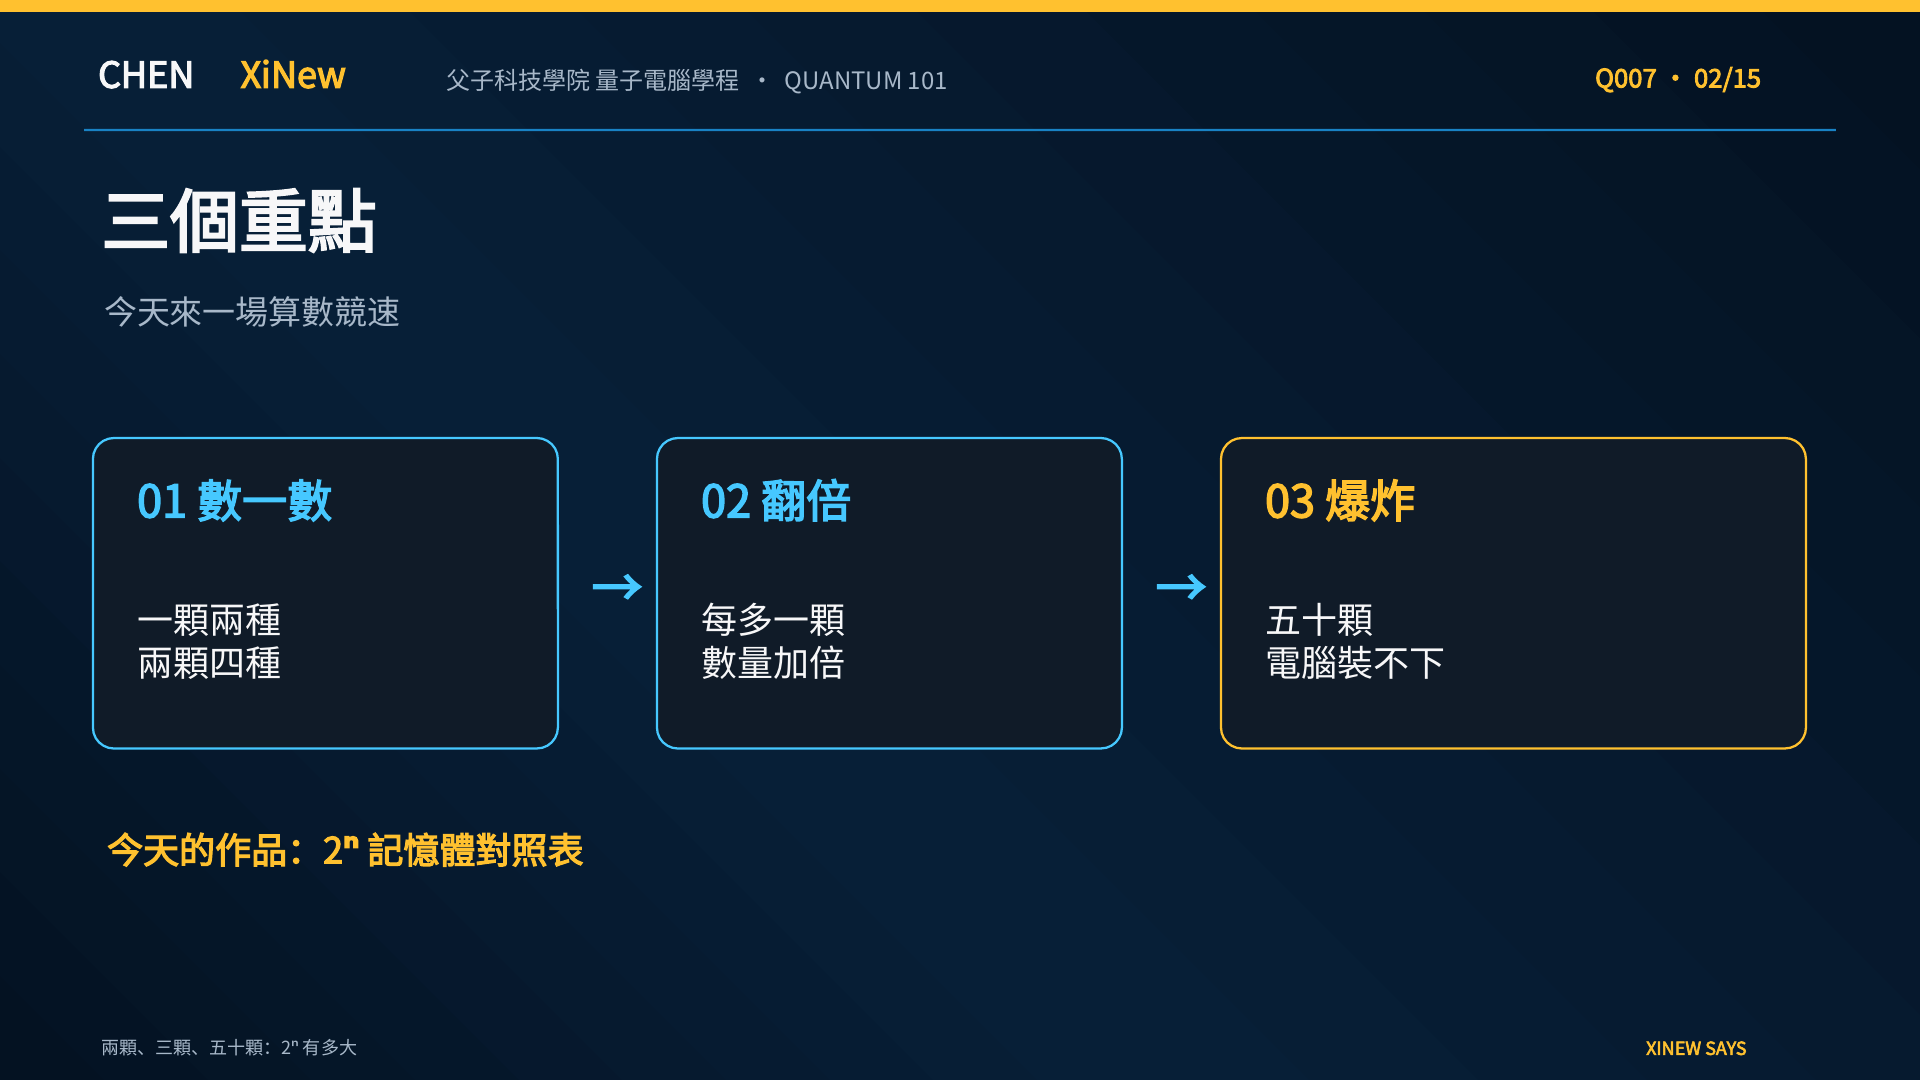 CHEN XiNew 父子科技學院 量子電腦學程 • QUANTUM 101 Q007 • 02/15
三個重點
今天來一場算數競速
01 數一數
一顆兩種
兩顆四種
→
02 翻倍
每多一顆
數量加倍
→
03 爆炸
五十顆
電腦裝不下
今天的作品：2ⁿ 記憶體對照表
兩顆、三顆、五十顆：2ⁿ 有多大
XINEW SAYS